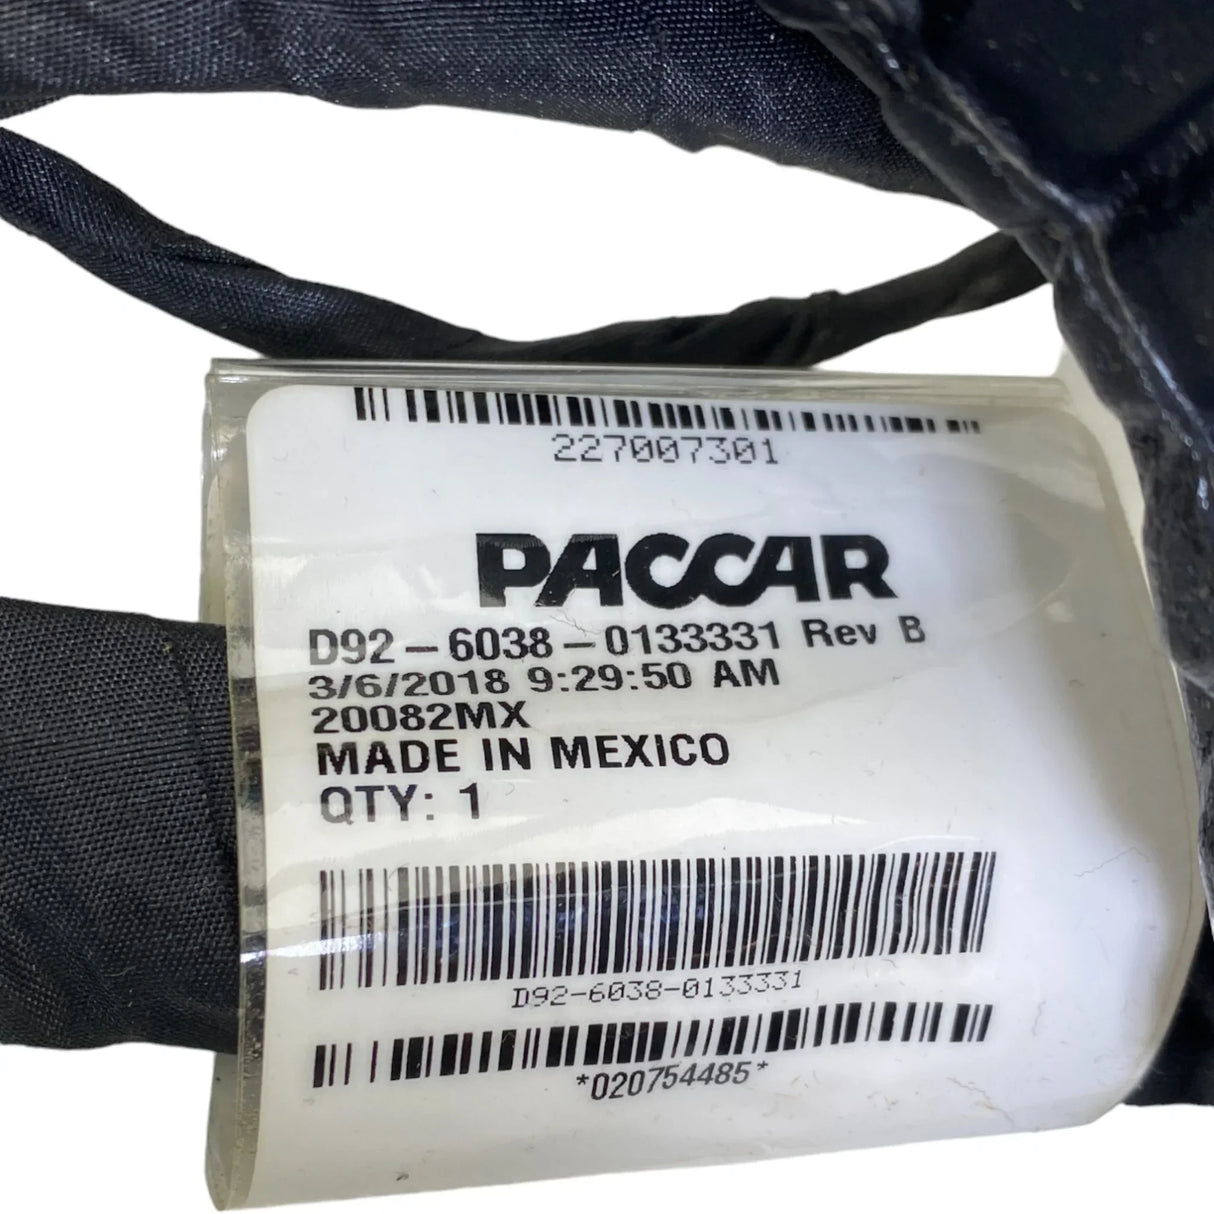 227007301
PACCAR
D92-6038-0133331 Rev B
3/6/2018 9:29:50 AM
20082MX
MADE IN MEXICO
QTY: 1
D92-6038-0133331
*020754485*